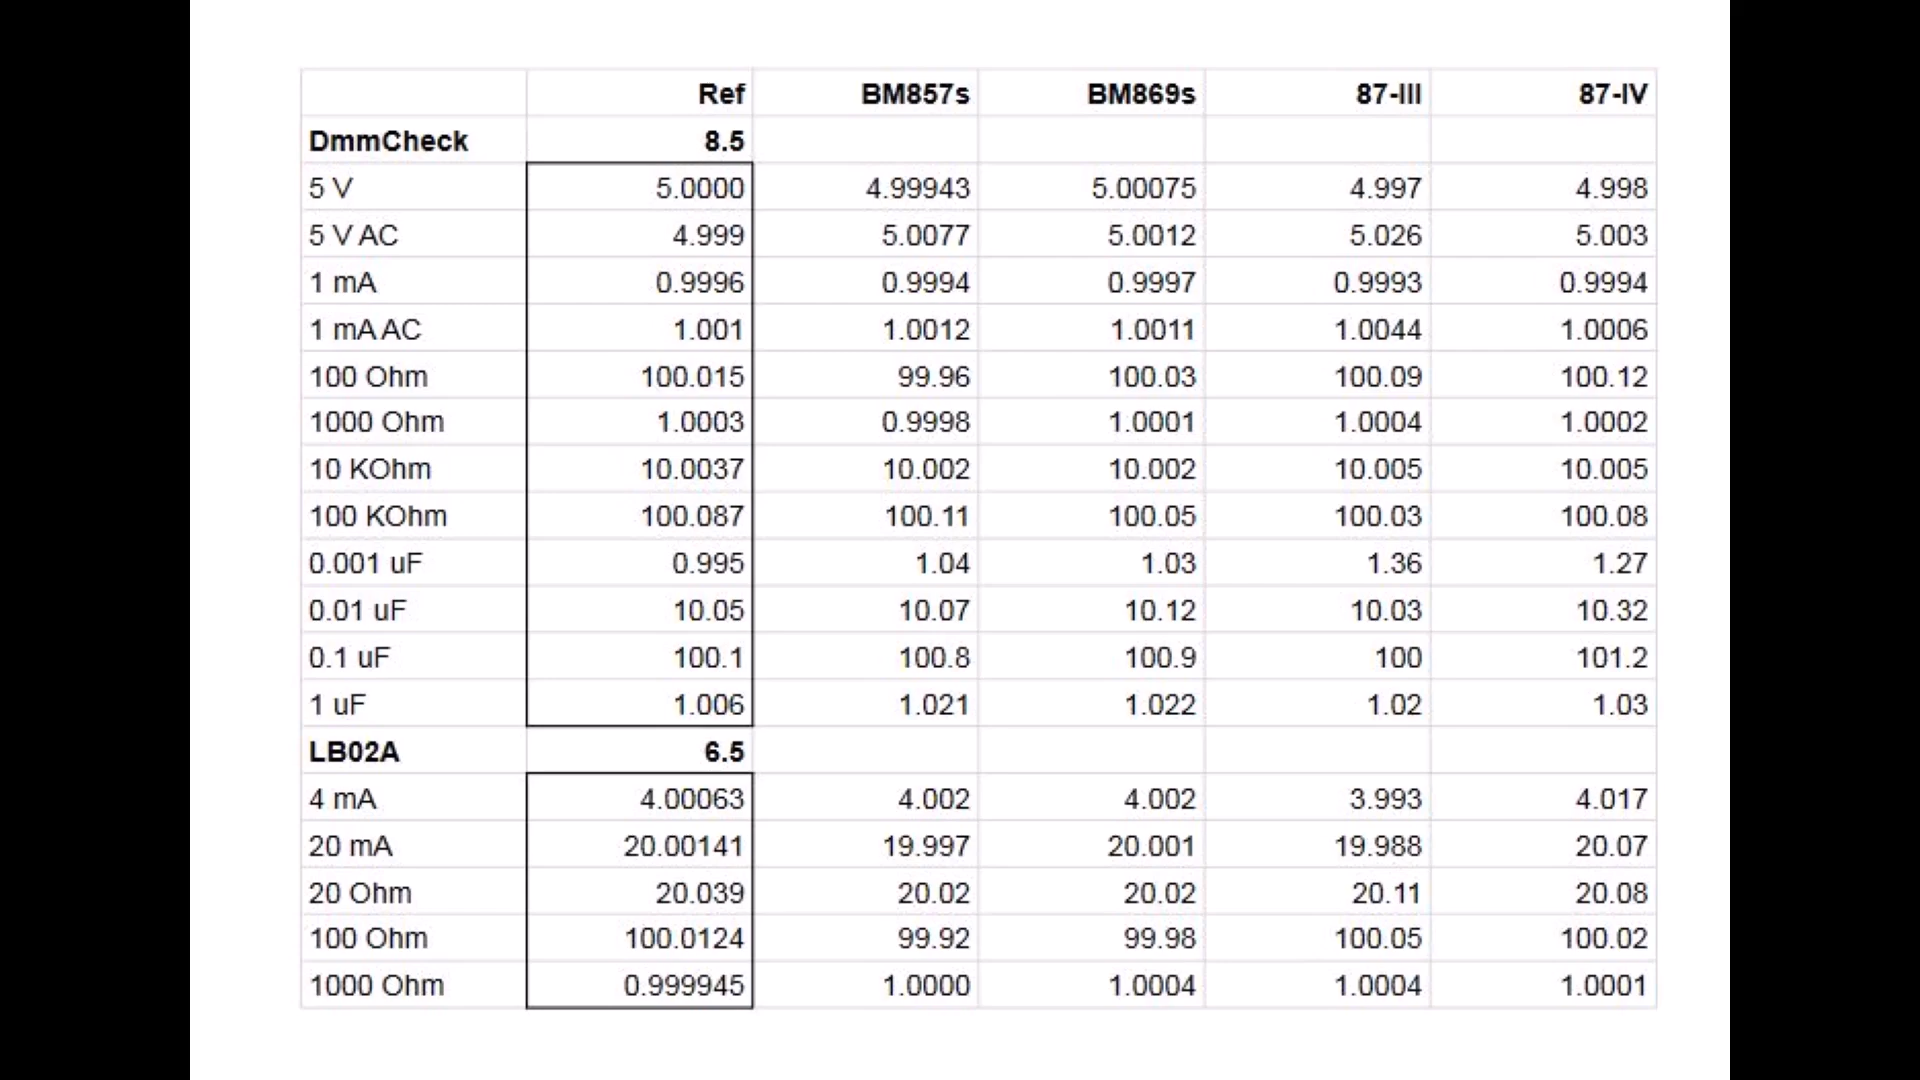 Ref BM857s BM869s 87-III 87-IV
DmmCheck 8.5
5 V 5.0000 4.99943 5.00075 4.997 4.998
5 V AC 4.999 5.0077 5.0012 5.026 5.003
1 mA 0.9996 0.9994 0.9997 0.9993 0.9994
1 mA AC 1.001 1.0012 1.0011 1.0044 1.0006
100 Ohm 100.015 99.96 100.03 100.09 100.12
1000 Ohm 1.0003 0.9998 1.0001 1.0004 1.0002
10 KOhm 10.0037 10.002 10.002 10.005 10.005
100 KOhm 100.087 100.11 100.05 100.03 100.08
0.001 uF 0.995 1.04 1.03 1.36 1.27
0.01 uF 10.05 10.07 10.12 10.03 10.32
0.1 uF 100.1 100.8 100.9 100 101.2
1 uF 1.006 1.021 1.022 1.02 1.03
LB02A 6.5
4 mA 4.00063 4.002 4.002 3.993 4.017
20 mA 20.00141 19.997 20.001 19.988 20.07
20 Ohm 20.039 20.02 20.02 20.11 20.08
100 Ohm 100.0124 99.92 99.98 100.05 100.02
1000 Ohm 0.999945 1.0000 1.0004 1.0004 1.0001